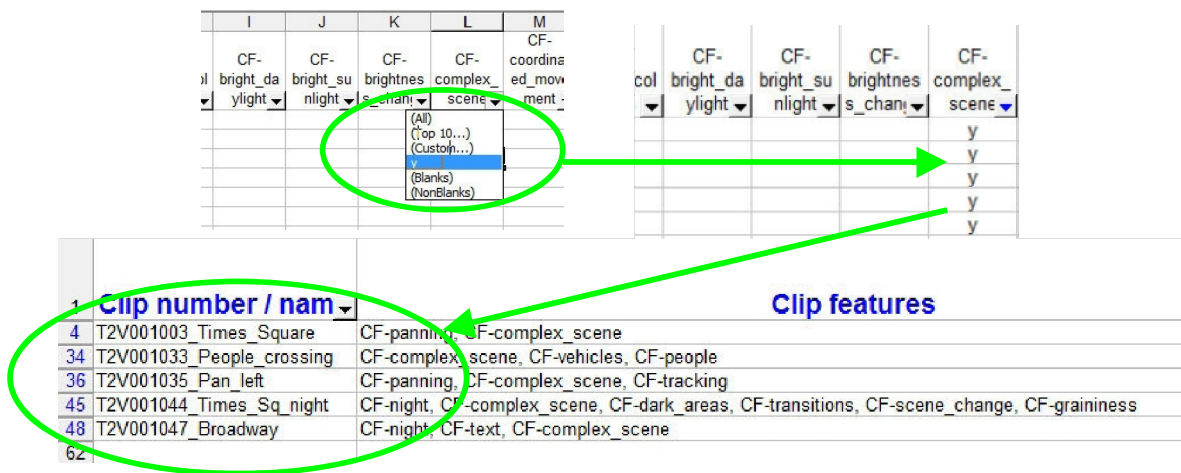 I J K L M
CF-
bright_da
ylight
CF-
bright_su
nlight
CF-
brightnes
s_chang
CF-
complex_
scene
CF-
coordina
ed_move
ment
(All)
(Top 10...)
(Custom...)
y
(Blanks)
(NonBlanks)
col
CF-
bright_da
ylight
CF-
bright_su
nlight
CF-
brightnes
s_chang
CF-
complex_
scene
y
y
y
y
y
1 Clip number / nam Clip features
4 T2V001003_Times_Square CF-panning, CF-complex_scene
34 T2V001033_People_crossing CF-complex_scene, CF-vehicles, CF-people
36 T2V001035_Pan_left CF-panning, CF-complex_scene, CF-tracking
45 T2V001044_Times_Sq_night CF-night, CF-complex_scene, CF-dark_areas, CF-transitions, CF-scene_change, CF-graininess
48 T2V001047_Broadway CF-night, CF-text, CF-complex_scene
62